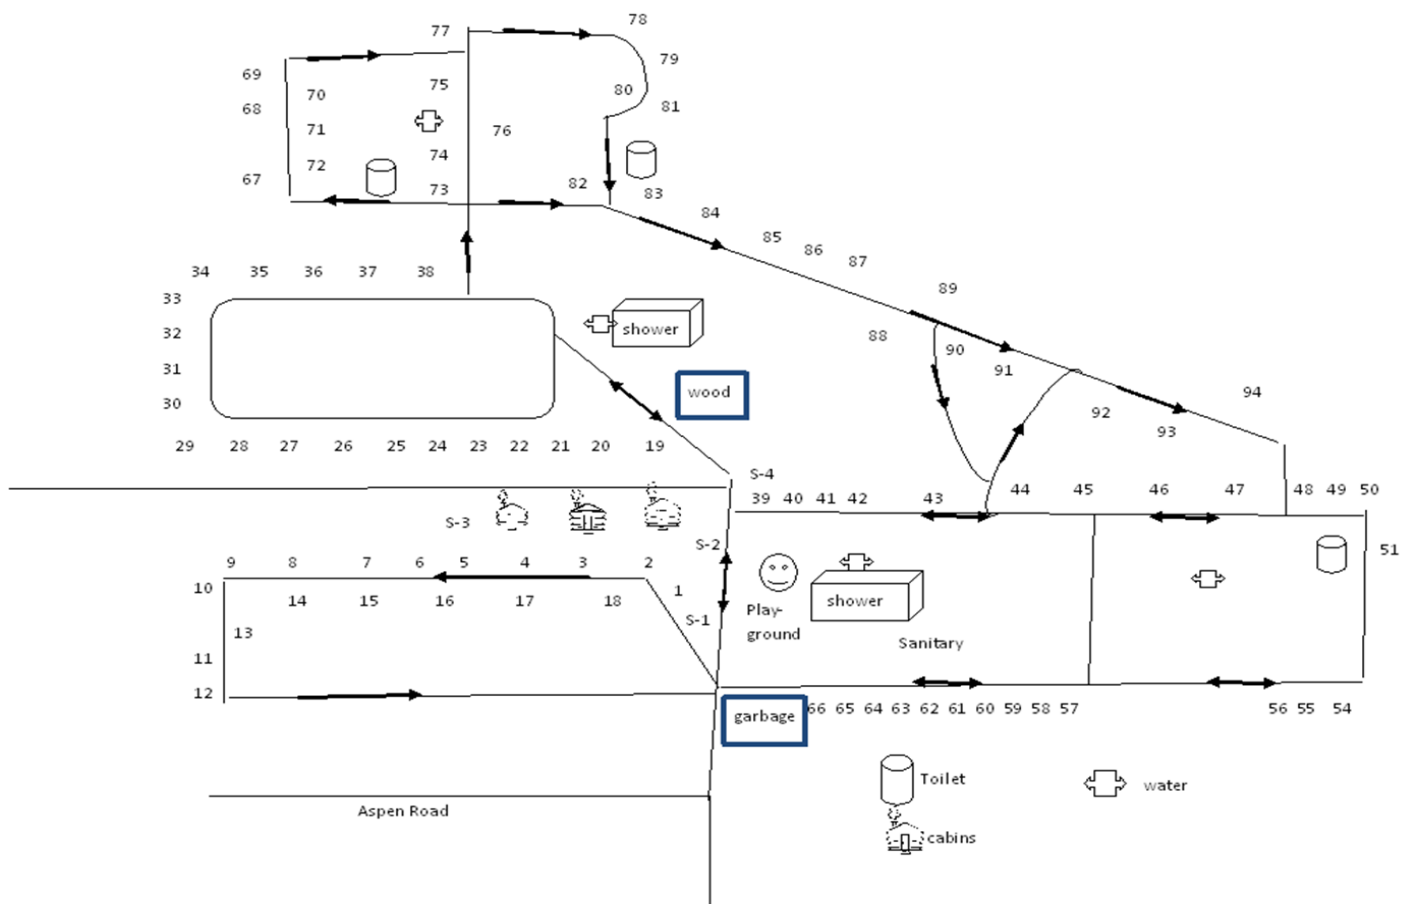 77 78
69 75 79
70 80
68 81
71 76
72 74
67 73 82 83
84
85 86 87
34 35 36 37 38
89
33
32 shower 88 90
31 91
30 wood 94
92
93
29 28 27 26 25 24 23 22 21 20 19
S-4
39 40 41 42 43 44 45 46 47 48 49 50
S-3
S-2
51
9 8 7 6 5 4 3 2
10 1
14 15 16 17 18 Play- shower
S-1
13 ground
Sanitary
11
12
garbage 66 65 64 63 62 61 60 59 58 57 56 55 54
Toilet water
Aspen Road
cabins